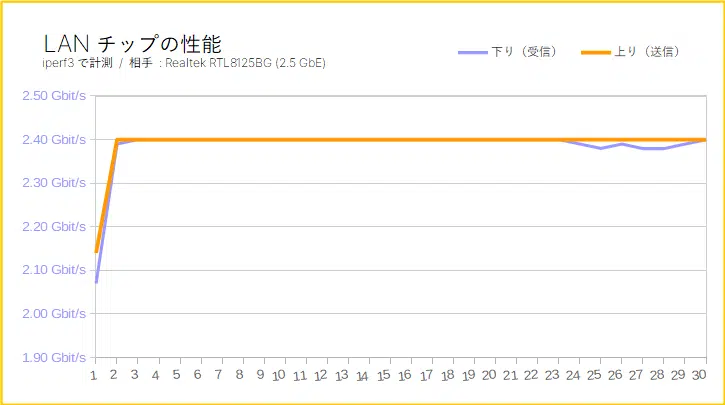 LAN チップの性能
iperf3 で計測 / 相手 : Realtek RTL8125BG (2.5 GbE)
下り（受信） 上り（送信）
2.50 Gbit/s
2.40 Gbit/s
2.30 Gbit/s
2.20 Gbit/s
2.10 Gbit/s
2.00 Gbit/s
1.90 Gbit/s
1 2 3 4 5 6 7 8 9 10 11 12 13 14 15 16 17 18 19 20 21 22 23 24 25 26 27 28 29 30